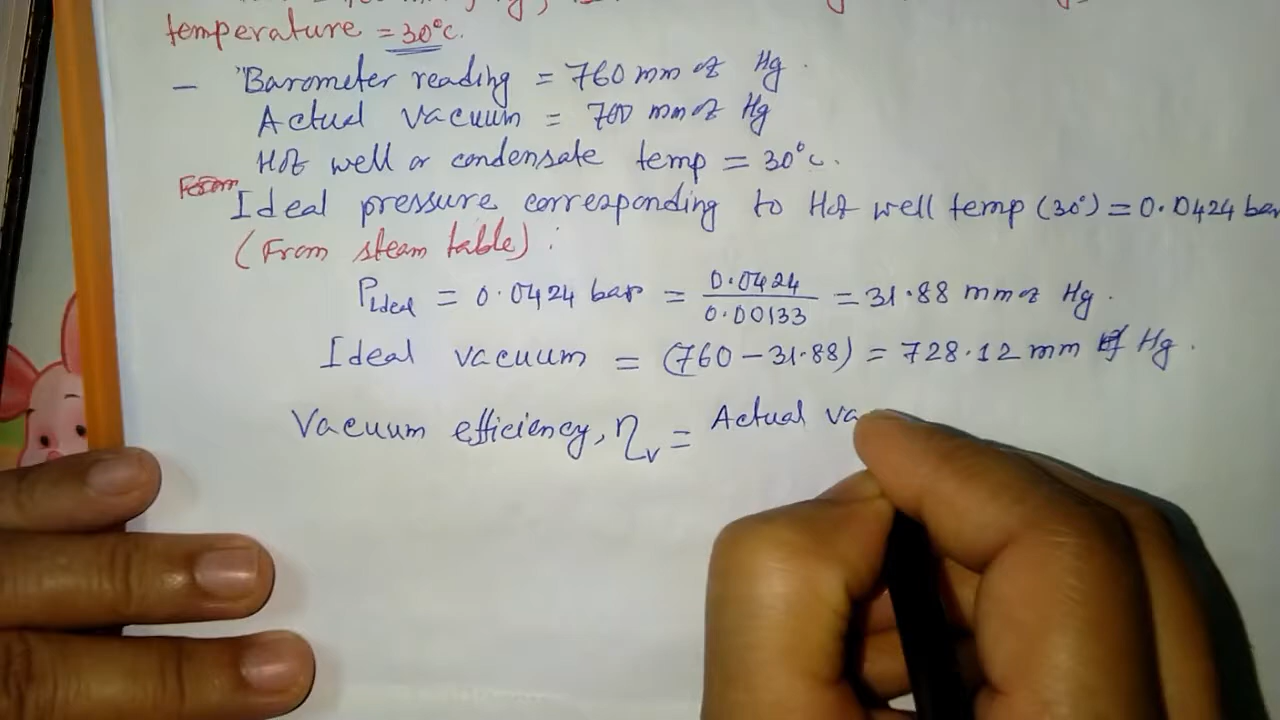 temperature = 30°C.
– Barometer reading = 760 mm of Hg.
Actual vacuum = 700 mm of Hg
Hot well or condensate temp = 30°C.
From Ideal pressure corresponding to Hot well temp (30°) = 0.0424 bar
(From steam table) :
Pideal = 0.0424 bar = 0.0424 / 0.00133 = 31.88 mm of Hg.
Ideal vacuum = (760 – 31.88) = 728.12 mm of Hg.
Vacuum efficiency, ηv = Actual va